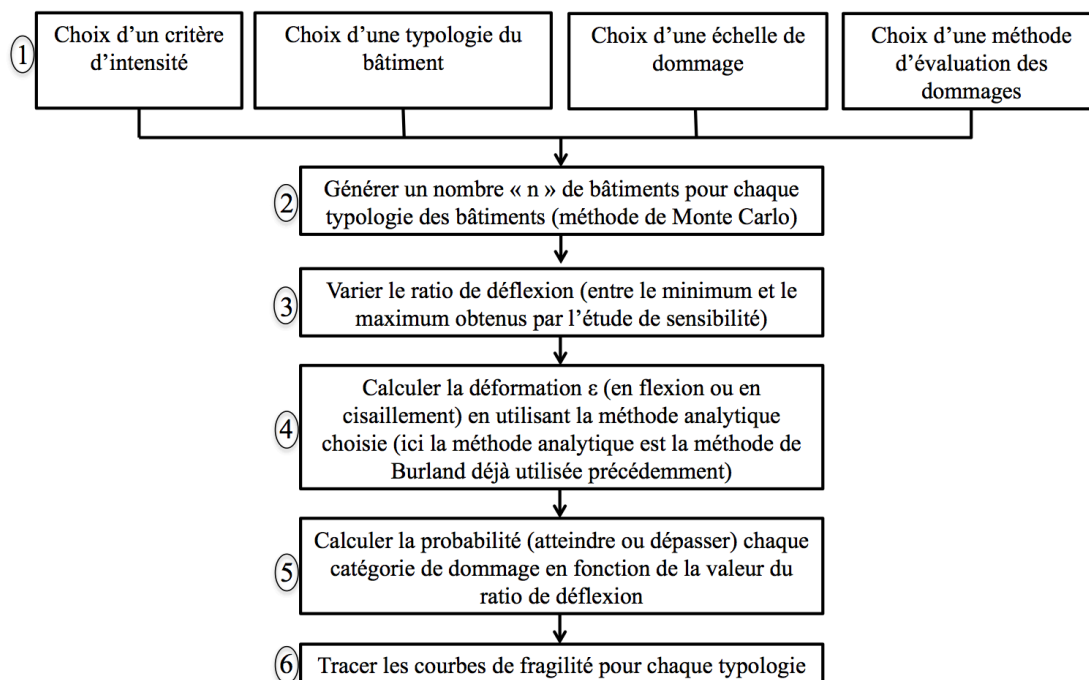 1
Choix d’un critère
d’intensité
Choix d’une typologie du
bâtiment
Choix d’une échelle de
dommage
Choix d’une méthode
d’évaluation des
dommages
2
Générer un nombre « n » de bâtiments pour chaque
typologie des bâtiments (méthode de Monte Carlo)
3
Varier le ratio de déflexion (entre le minimum et le
maximum obtenus par l’étude de sensibilité)
4
Calculer la déformation ε (en flexion ou en
cisaillement) en utilisant la méthode analytique
choisie (ici la méthode analytique est la méthode de
Burland déjà utilisée précédemment)
5
Calculer la probabilité (atteindre ou dépasser) chaque
catégorie de dommage en fonction de la valeur du
ratio de déflexion
6
Tracer les courbes de fragilité pour chaque typologie